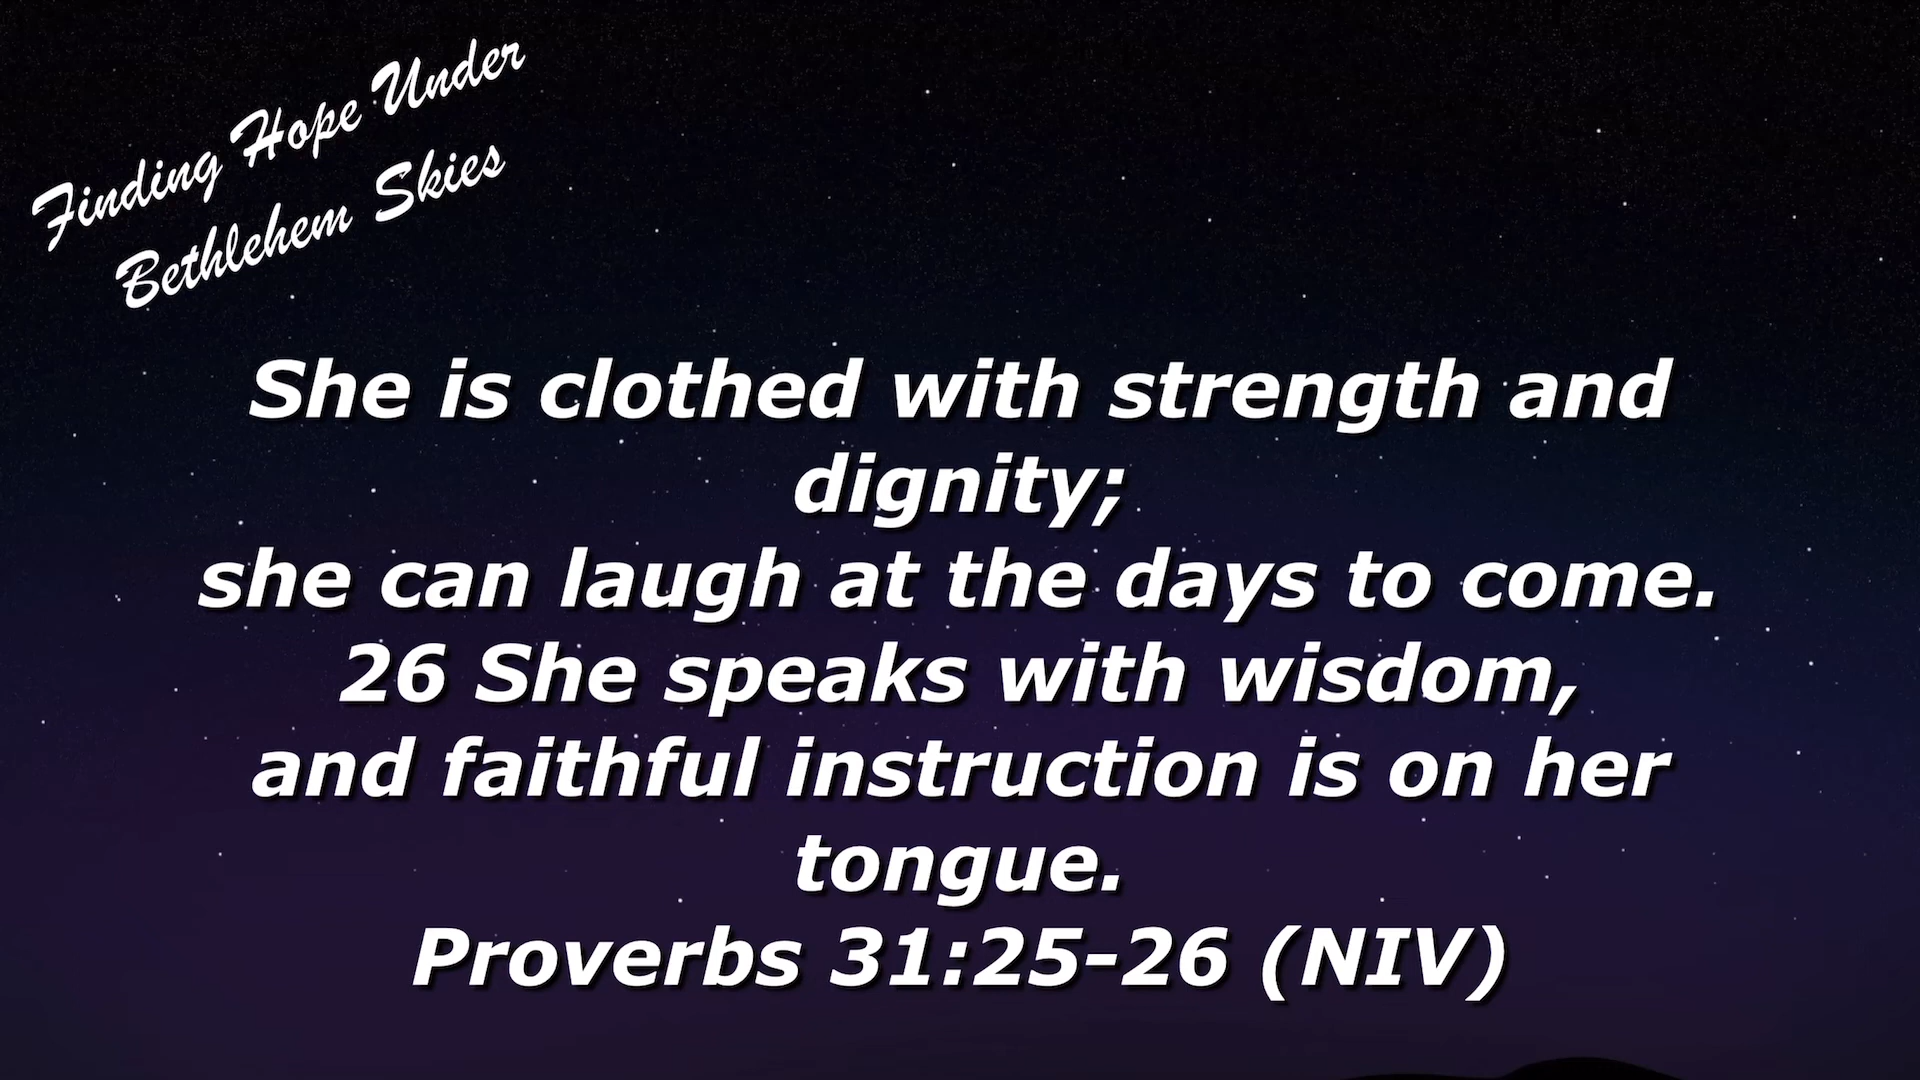 Finding Hope Under
Bethlehem Skies
She is clothed with strength and
dignity;
she can laugh at the days to come.
26 She speaks with wisdom,
and faithful instruction is on her
tongue.
Proverbs 31:25-26 (NIV)